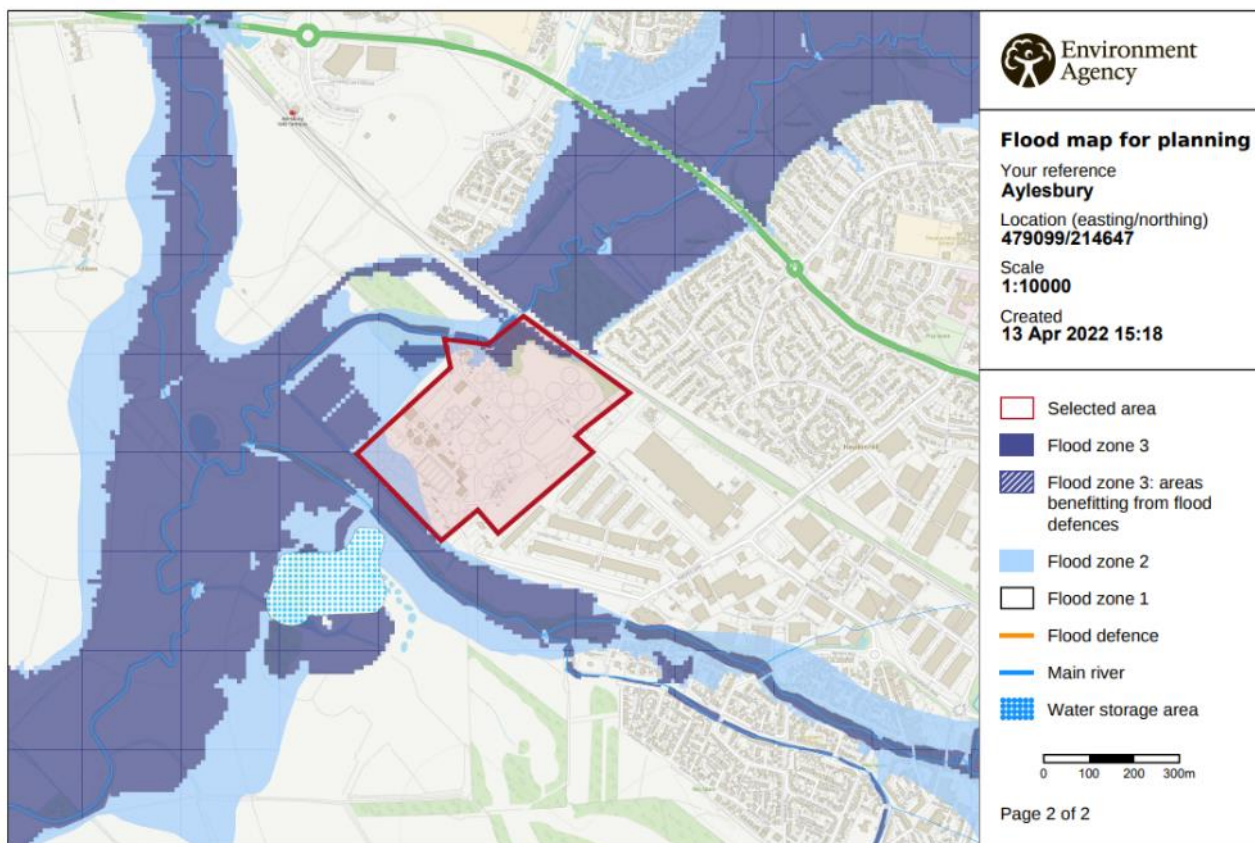 Environment
Agency
Flood map for planning
Your reference
Aylesbury
Location (easting/northing)
479099/214647
Scale
1:10000
Created
13 Apr 2022 15:18
Selected area
Flood zone 3
Flood zone 3: areas
benefitting from flood
defences
Flood zone 2
Flood zone 1
Flood defence
Main river
Water storage area
0 100 200 300m
Page 2 of 2